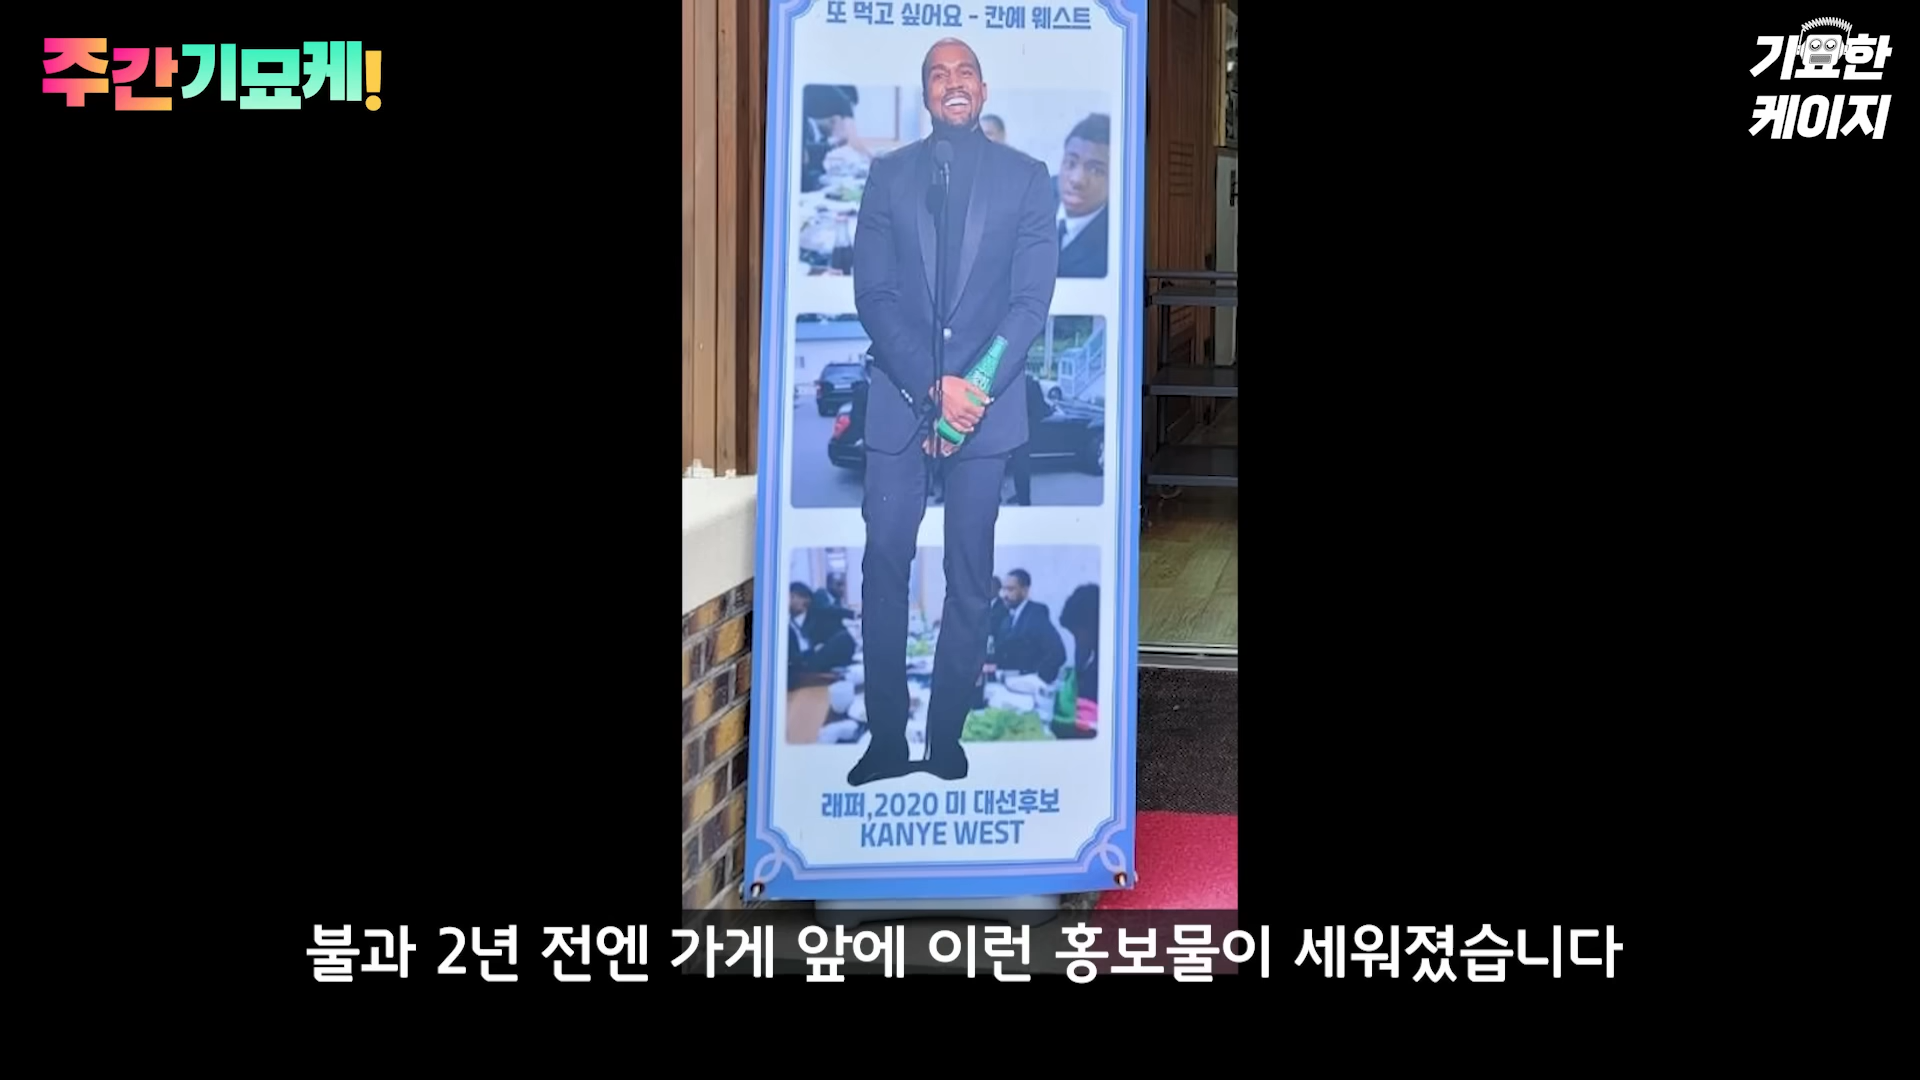 또 먹고 싶어요 - 칸예 웨스트
주간기묘케!
기묘한
케이지
래퍼,2020 미 대선후보
KANYE WEST
불과 2년 전엔 가게 앞에 이런 홍보물이 세워졌습니다